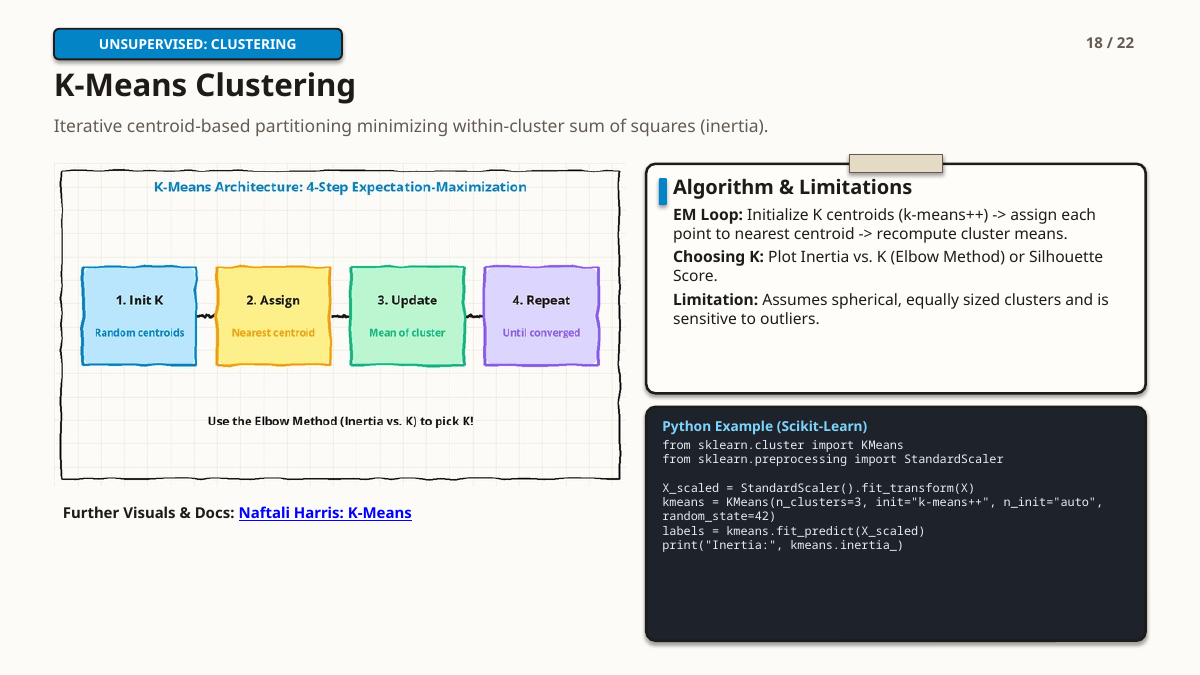 UNSUPERVISED: CLUSTERING
18 / 22
K-Means Clustering
Iterative centroid-based partitioning minimizing within-cluster sum of squares (inertia).
K-Means Architecture: 4-Step Expectation-Maximization
1. Init K
Random centroids
2. Assign
Nearest centroid
3. Update
Mean of cluster
4. Repeat
Until converged
Use the Elbow Method (Inertia vs. K) to pick K!
Further Visuals & Docs: Naftali Harris: K-Means
Algorithm & Limitations
EM Loop: Initialize K centroids (k-means++) -> assign each
point to nearest centroid -> recompute cluster means.
Choosing K: Plot Inertia vs. K (Elbow Method) or Silhouette
Score.
Limitation: Assumes spherical, equally sized clusters and is
sensitive to outliers.
Python Example (Scikit-Learn)
from sklearn.cluster import KMeans
from sklearn.preprocessing import StandardScaler
X_scaled = StandardScaler().fit_transform(X)
kmeans = KMeans(n_clusters=3, init="k-means++", n_init="auto",
random_state=42)
labels = kmeans.fit_predict(X_scaled)
print("Inertia:", kmeans.inertia_)